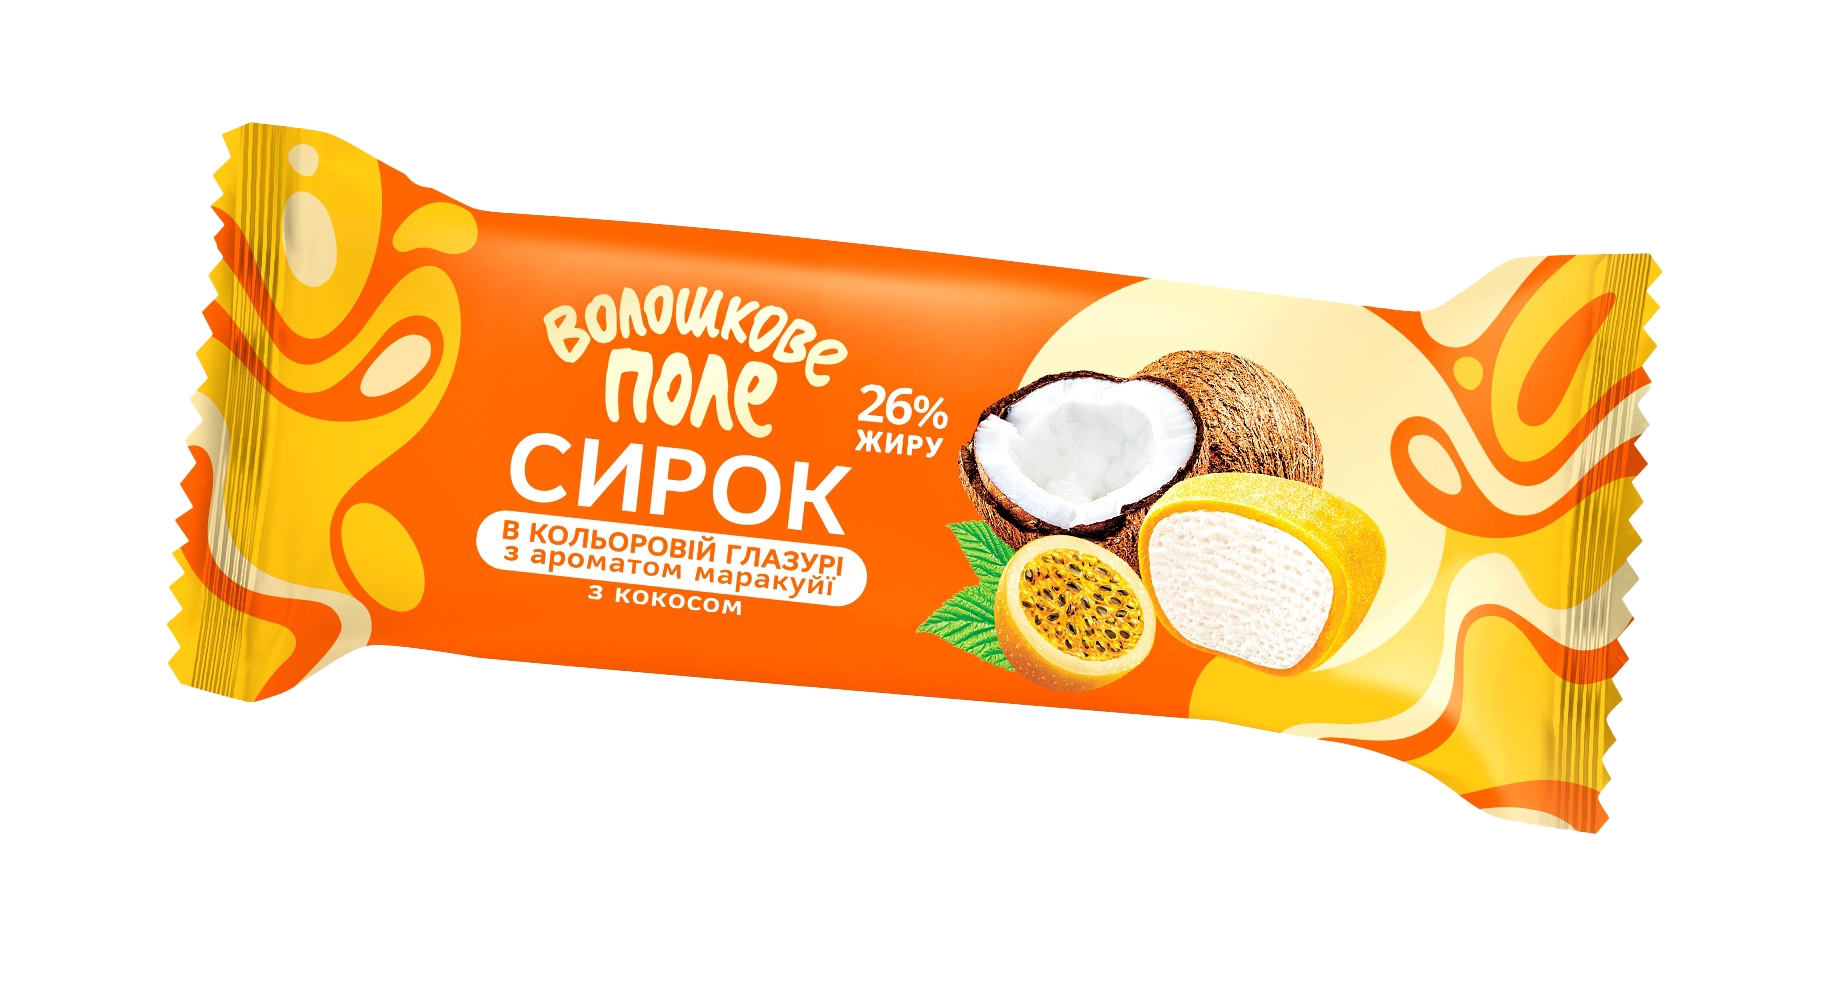 Волошкове
поле
26%
ЖИРУ
СИРОК
В КОЛЬОРОВІЙ ГЛАЗУРІ
з ароматом маракуйї
з кокосом